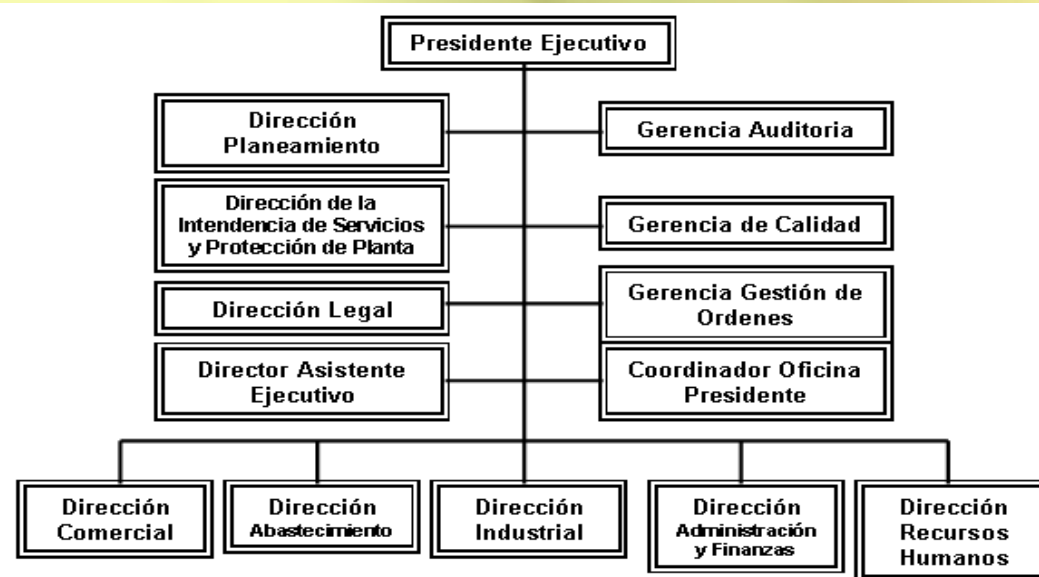 Presidente Ejecutivo
Dirección
Planeamiento
Gerencia Auditoria
Dirección de la
Intendencia de Servicios
y Protección de Planta
Gerencia de Calidad
Dirección Legal
Gerencia Gestión de
Ordenes
Director Asistente
Ejecutivo
Coordinador Oficina
Presidente
Dirección
Comercial
Dirección
Abastecimiento
Dirección
Industrial
Dirección
Administración
y Finanzas
Dirección
Recursos
Humanos